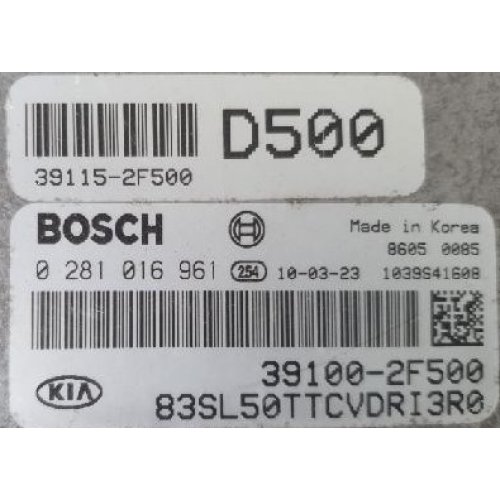 D500
39115-2F500
BOSCH
Made in Korea
8605 0085
0 281 016 961 254 10-03-23 1039S41608
39100-2F500
KIA
83SL50TTCVDRI3R0